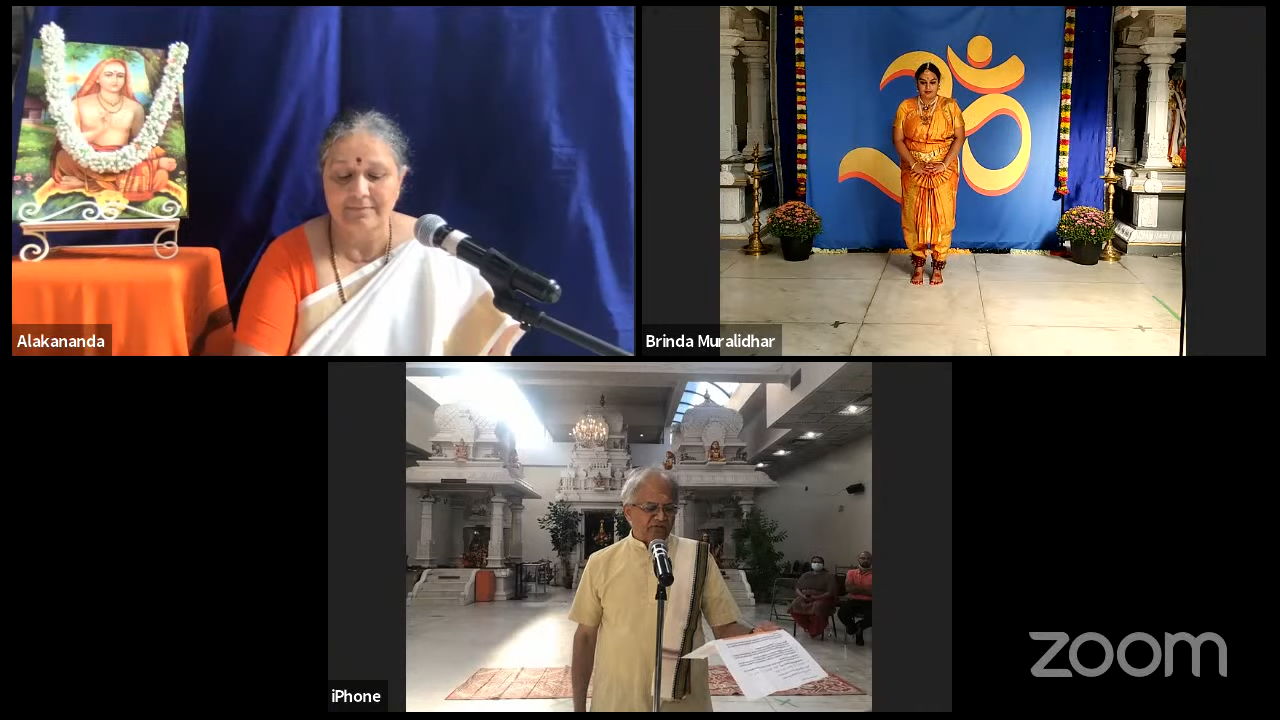 Alakananda
Brinda Muralidhar
ॐ
iPhone
zoom